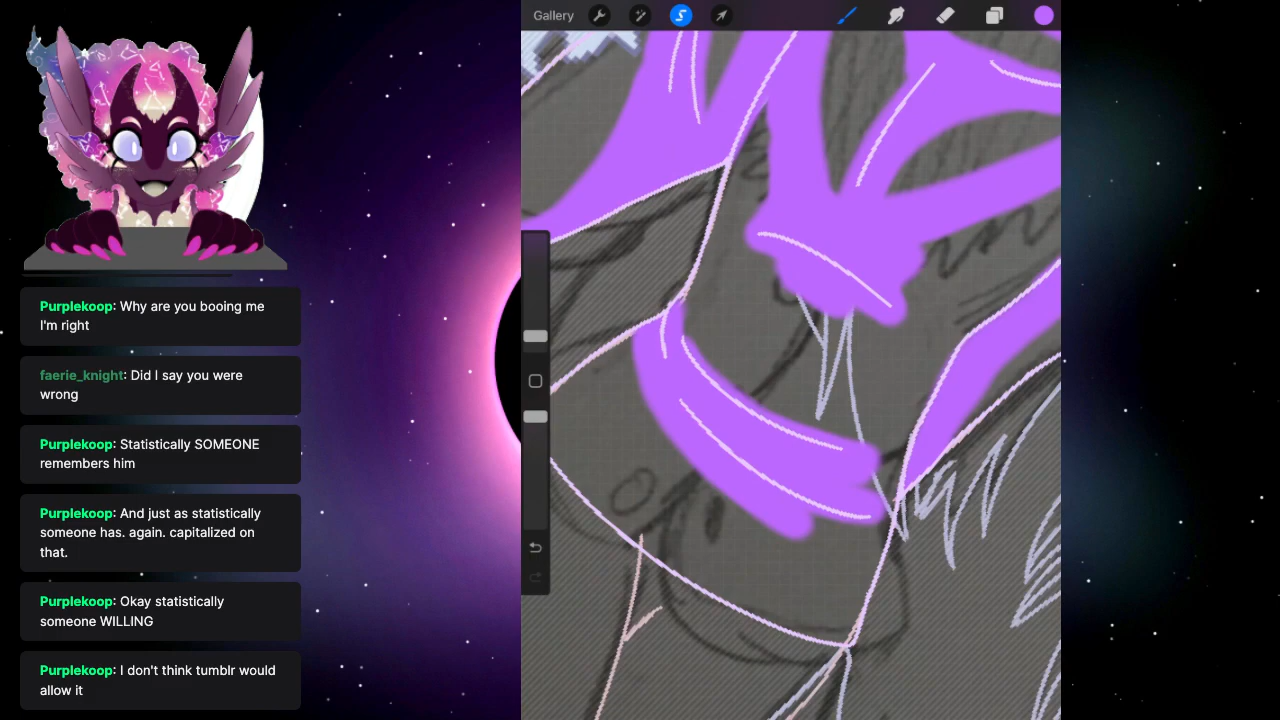 Gallery
Purplekoop: Why are you booing me
I'm right
faerie_knight: Did I say you were
wrong
Purplekoop: Statistically SOMEONE
remembers him
Purplekoop: And just as statistically
someone has. again. capitalized on
that.
Purplekoop: Okay statistically
someone WILLING
Purplekoop: I don't think tumblr would
allow it